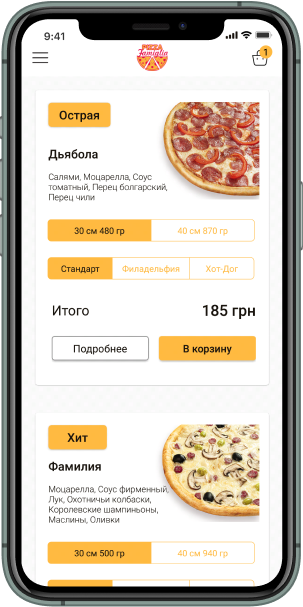 9:41
PIZZA
Famiglia
1
Острая
Дьябола
Салями, Моцарелла, Соус
томатный, Перец болгарский,
Перец чили
30 см 480 гр
40 см 870 гр
Стандарт
Филадельфия
Хот-Дог
Итого
185 грн
Подробнее
В корзину
Хит
Фамилия
Моцарелла, Соус фирменный,
Лук, Охотничьи колбаски,
Королевские шампиньоны,
Маслины, Оливки
30 см 500 гр
40 см 940 гр